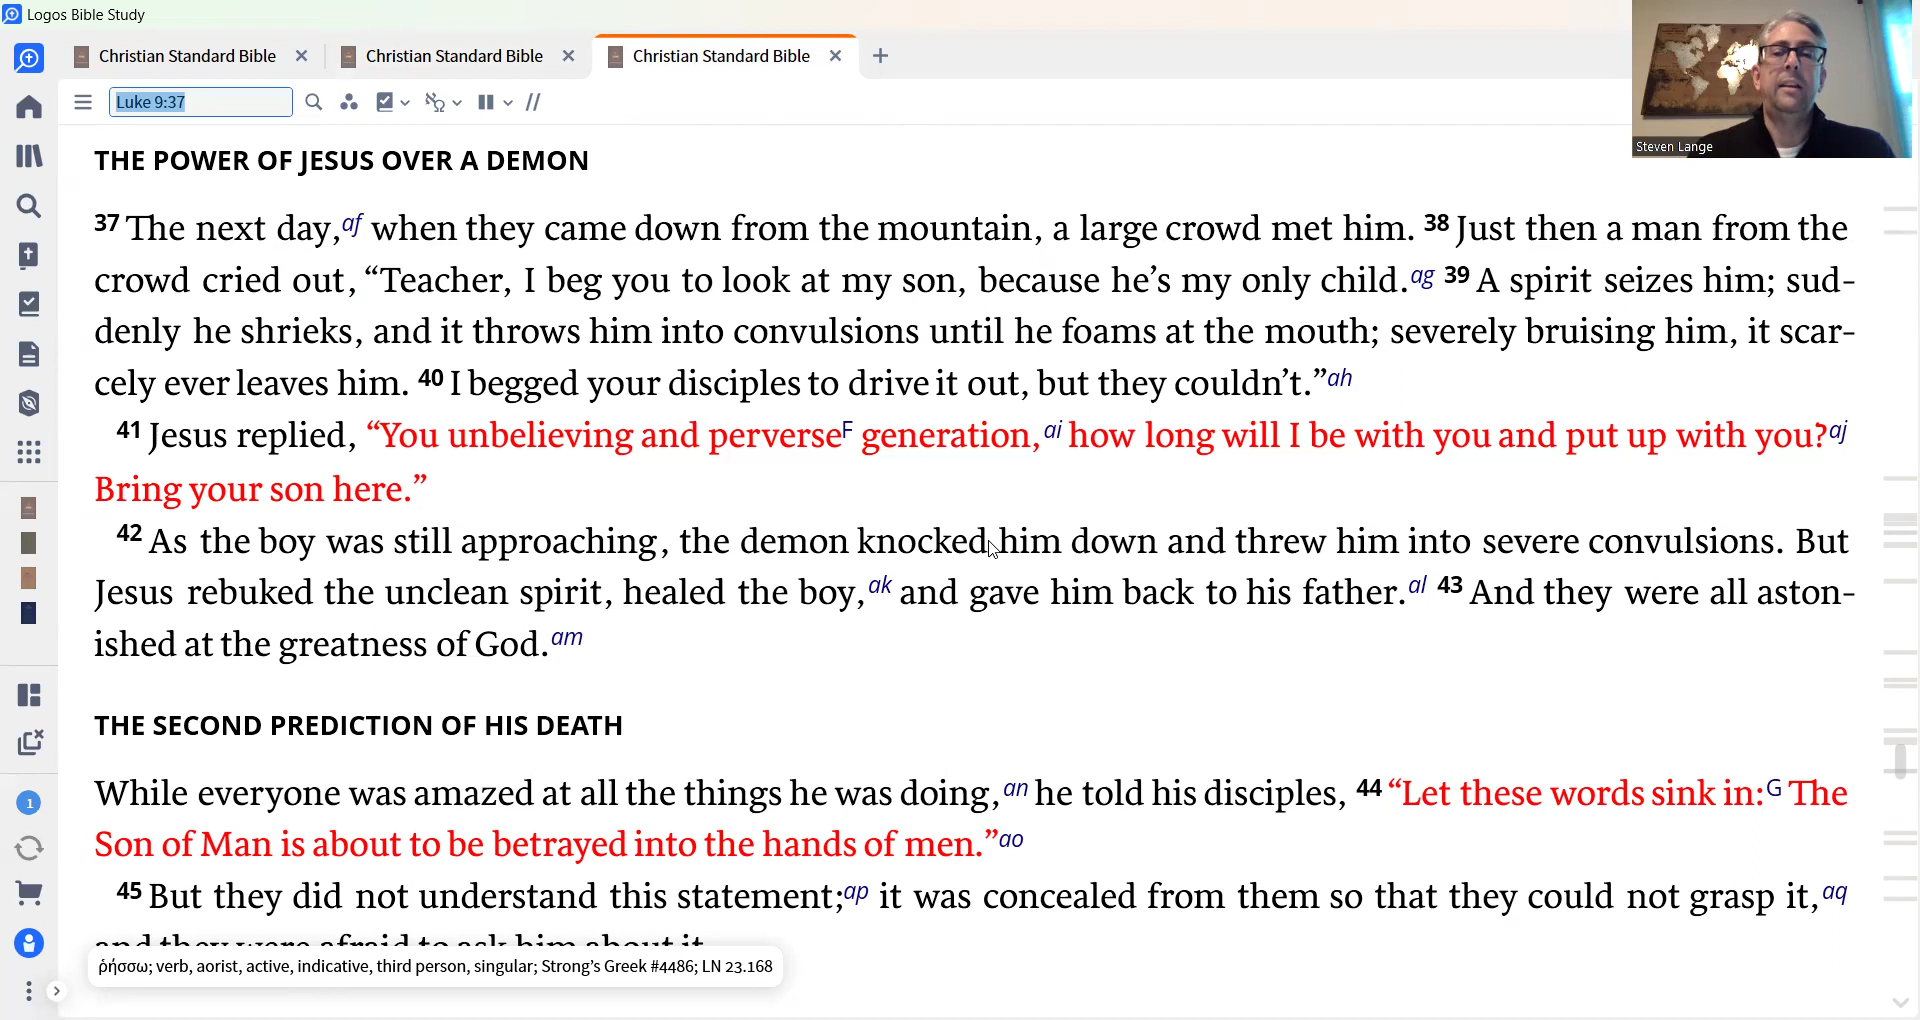 Logos Bible Study
Christian Standard Bible Christian Standard Bible Christian Standard Bible
Luke 9:37
Steven Lange
THE POWER OF JESUS OVER A DEMON
37 The next day,af when they came down from the mountain, a large crowd met him. 38 Just then a man from the
crowd cried out, “Teacher, I beg you to look at my son, because he’s my only child.ag 39 A spirit seizes him; sud-
denly he shrieks, and it throws him into convulsions until he foams at the mouth; severely bruising him, it scar-
cely ever leaves him. 40 I begged your disciples to drive it out, but they couldn’t.”ah
41 Jesus replied, “You unbelieving and perverseF generation,ai how long will I be with you and put up with you?aj
Bring your son here.”
42 As the boy was still approaching, the demon knocked him down and threw him into severe convulsions. But
Jesus rebuked the unclean spirit, healed the boy,ak and gave him back to his father.al 43 And they were all aston-
ished at the greatness of God.am
THE SECOND PREDICTION OF HIS DEATH
While everyone was amazed at all the things he was doing,an he told his disciples, 44 “Let these words sink in:G The
Son of Man is about to be betrayed into the hands of men.”ao
45 But they did not understand this statement;ap it was concealed from them so that they could not grasp it,aq
and they were afraid to ask him about it.
ῥήσσω; verb, aorist, active, indicative, third person, singular; Strong’s Greek #4486; LN 23.168
1